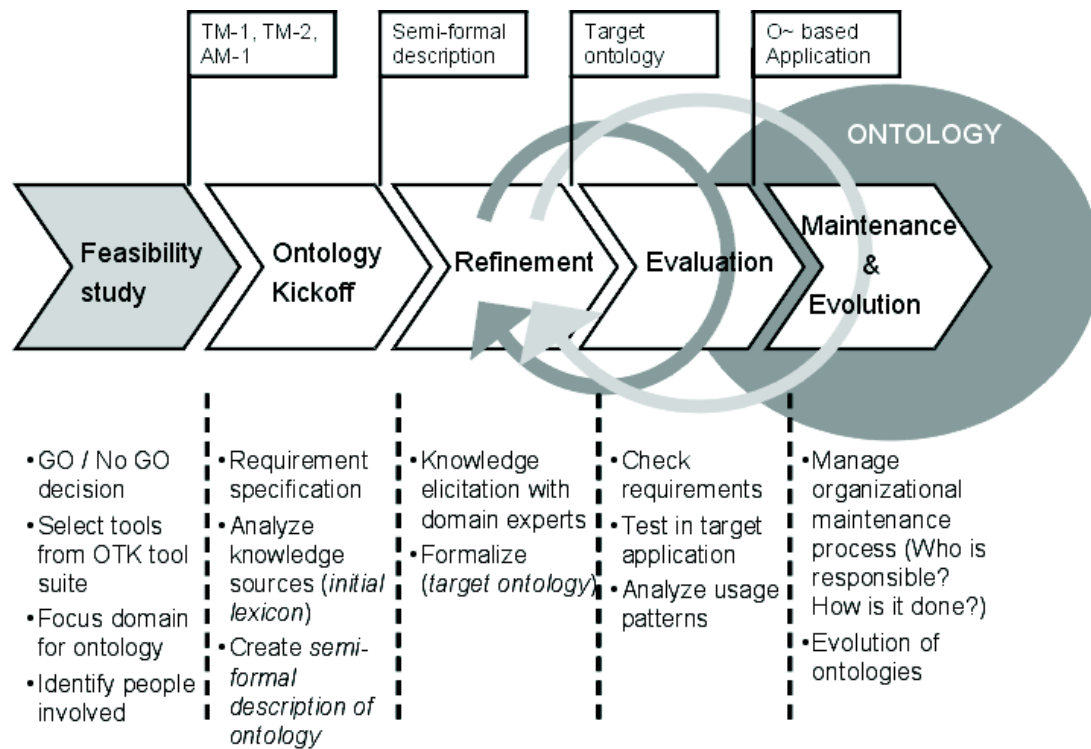 TM-1, TM-2,
AM-1
Semi-formal
description
Target
ontology
O~ based
Application
ONTOLOGY
Feasibility
study
Ontology
Kickoff
Refinement
Evaluation
Maintenance
&
Evolution
•GO / No GO
decision
•Select tools
from OTK tool
suite
•Focus domain
for ontology
•Identify people
involved
•Requirement
specification
•Analyze
knowledge
sources (initial
lexicon)
•Create semi-
formal
description of
ontology
•Knowledge
elicitation with
domain experts
•Formalize
(target ontology)
•Check
requirements
•Test in target
application
•Analyze usage
patterns
•Manage
organizational
maintenance
process (Who is
responsible?
How is it done?)
•Evolution of
ontologies